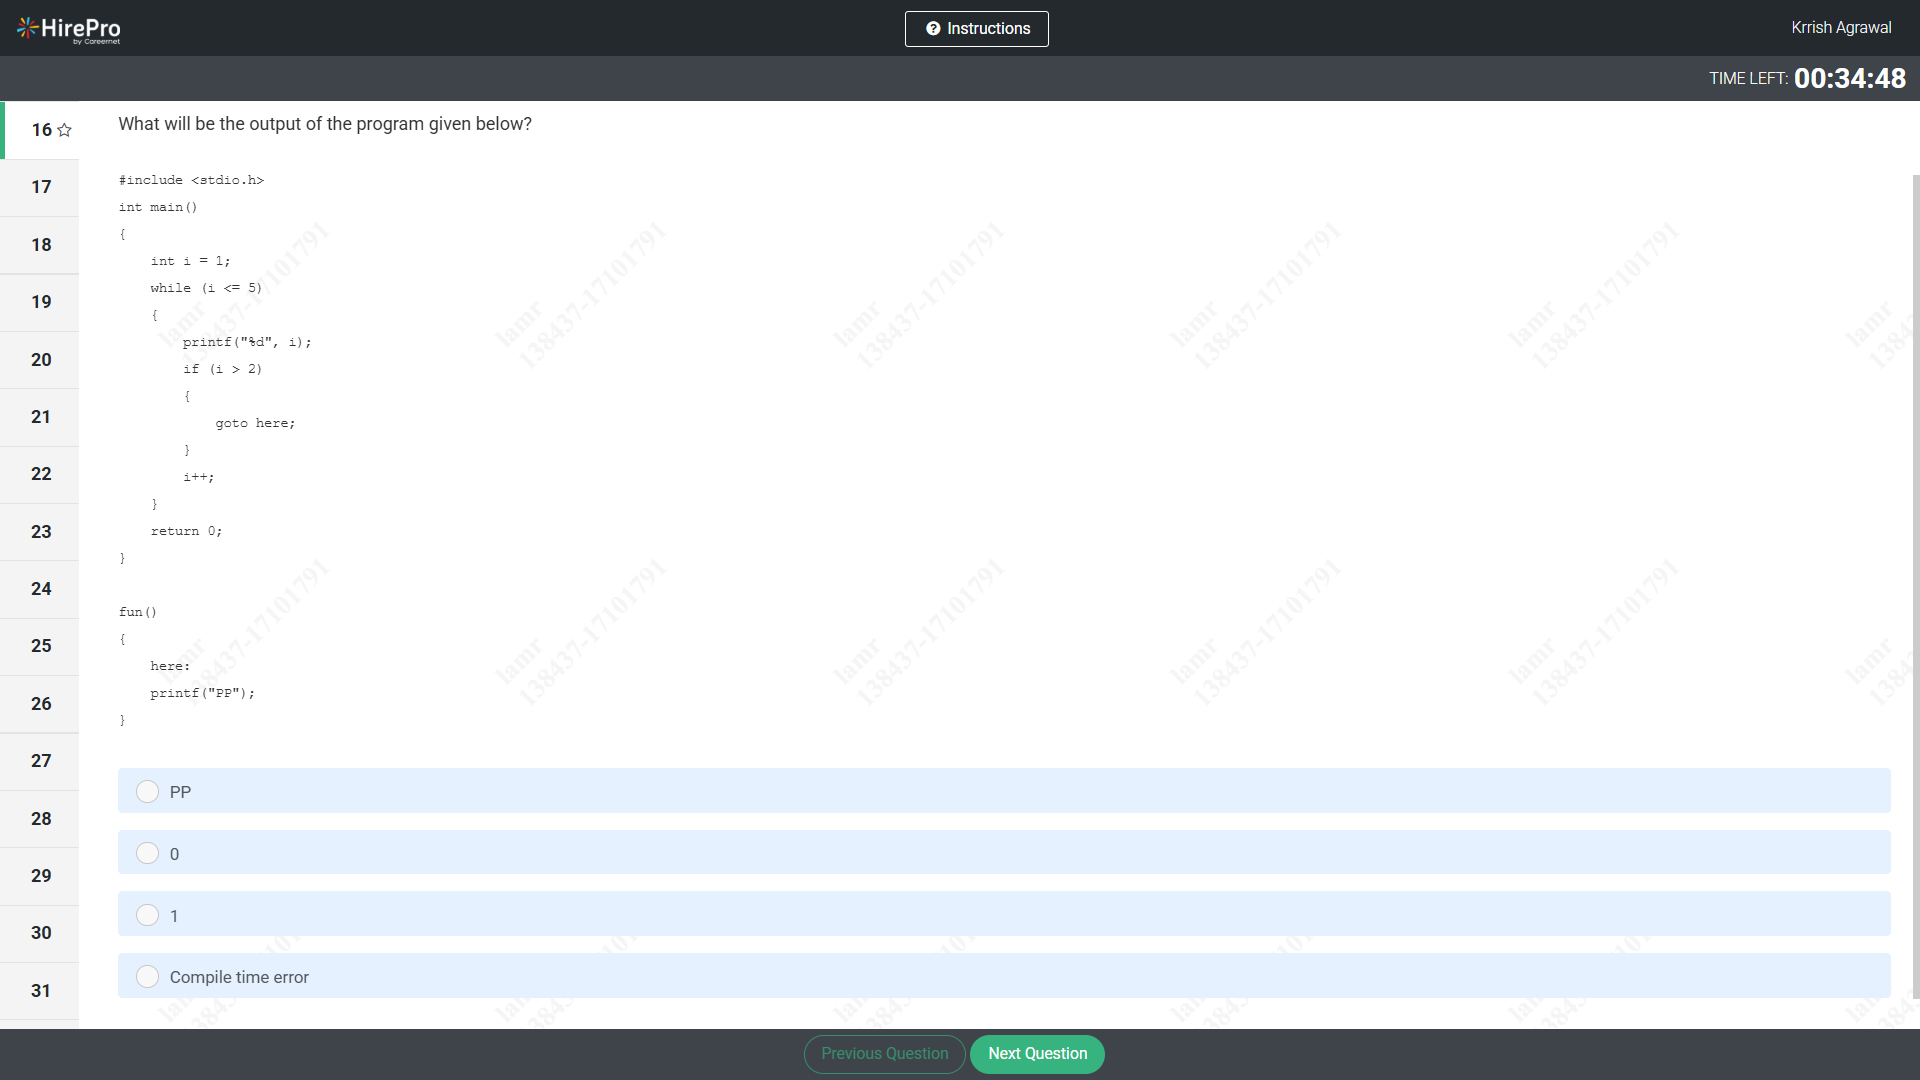 HirePro
by Careernet
Instructions
Krrish Agrawal
TIME LEFT: 00:34:48
16
17
18
19
20
21
22
23
24
25
26
27
28
29
30
31
What will be the output of the program given below?
#include <stdio.h>
int main()
{
    int i = 1;
    while (i <= 5)
    {
        printf("%d", i);
        if (i > 2)
        {
            goto here;
        }
        i++;
    }
    return 0;
}
fun()
{
    here:
    printf("PP");
}
PP
0
1
Compile time error
Previous Question
Next Question
lamr
138437-17101791